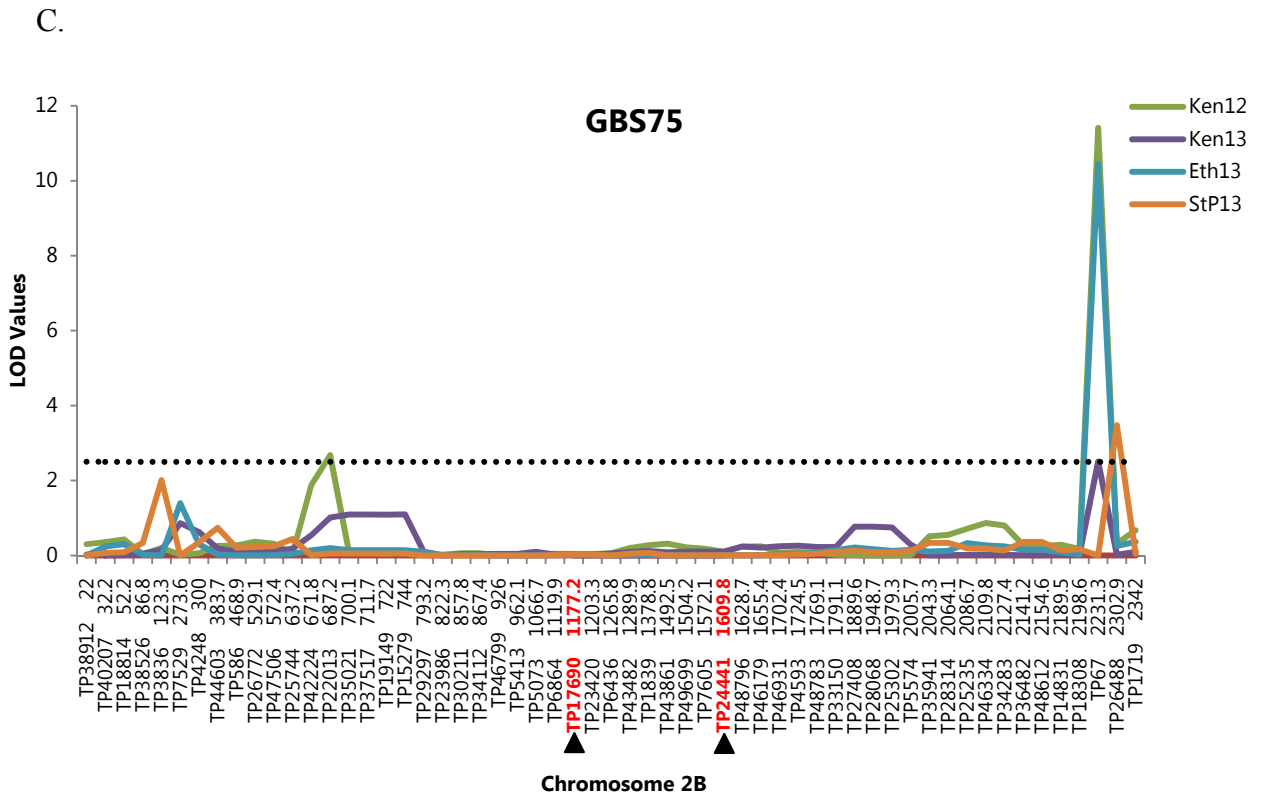 C.
GBS75
12
10
8
6
4
2
0
LOD Values
Ken12
Ken13
Eth13
StP13
TP38912 22
TP40207 32.2
TP18814 52.2
TP38526 86.8
TP3836 123.3
TP7529 273.6
TP4248 300
TP44603 383.7
TP586 468.9
TP26772 529.1
TP47506 572.4
TP25744 637.2
TP42224 671.8
TP22013 687.2
TP35021 700.1
TP37517 711.7
TP19149 722
TP15279 744
TP29297 793.2
TP23986 822.3
TP30211 857.8
TP34112 867.4
TP46799 926
TP5413 962.1
TP5073 1066.7
TP6864 1119.9
TP17690 1177.2
TP23420 1203.3
TP6436 1265.8
TP43482 1289.9
TP1839 1378.8
TP43861 1492.5
TP49699 1504.2
TP7605 1572.1
TP24441 1609.8
TP48796 1628.7
TP46179 1655.4
TP46931 1702.4
TP4593 1724.5
TP48783 1769.1
TP33150 1791.1
TP27408 1889.6
TP28068 1948.7
TP25302 1979.3
TP5574 2005.7
TP35941 2043.3
TP28314 2064.1
TP25235 2086.7
TP46334 2109.8
TP34283 2127.4
TP36482 2141.2
TP48612 2154.6
TP14831 2189.5
TP18308 2198.6
TP67 2231.3
TP26488 2302.9
TP1719 2342
Chromosome 2B